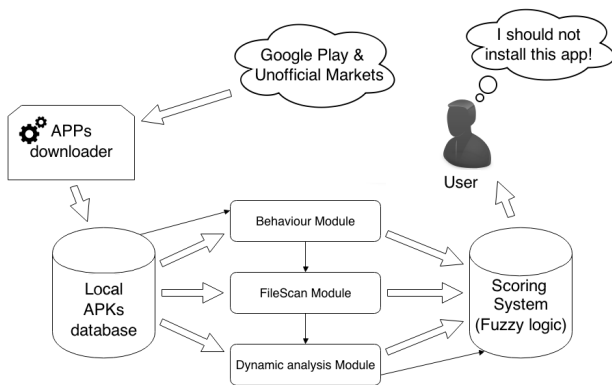 I should not
install this app!
Google Play &
Unofficial Markets
APPs
downloader
User
Behaviour Module
Local
APKs
database
FileScan Module
Scoring
System
(Fuzzy logic)
Dynamic analysis Module